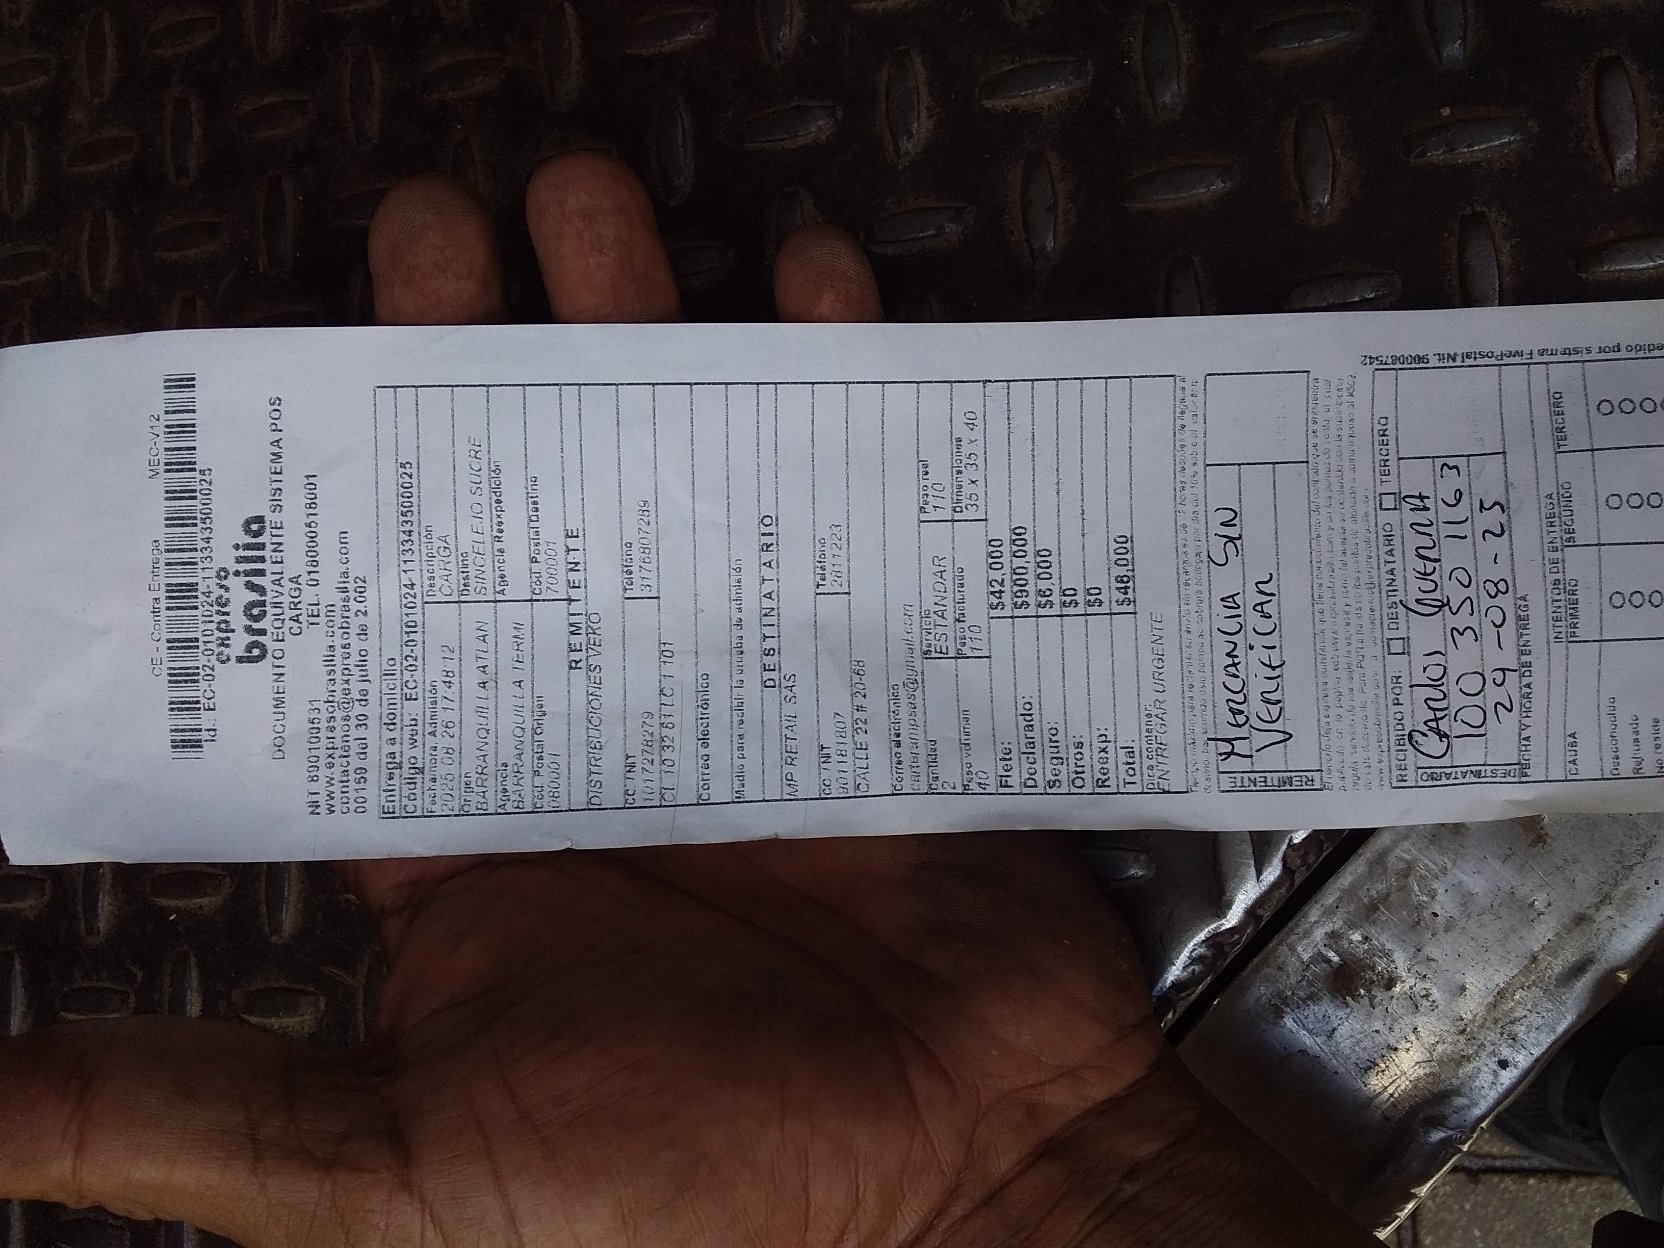 CE - Contra Entrega MEC-V12
Id.: EC-02-0101024-113343500025
expreso
brasilia
DOCUMENTO EQUIVALENTE SISTEMA POS
CARGA
NIT 890100531 TEL. 018000518001
www.expresobrasilia.com
contactenos@expresobrasilia.com
00159 del 30 de julio de 2.002
Entrega a domicilio
Código web: EC-02-0101024-113343500025
Fecha/Hora. Admisión Descripción
2025 08 26 17:48 12 CARGA
Origen Destino
BARRANQUILLA ATLAN SINCELEJO SUCRE
Agencia Agencia Reexpedición
BARRANQUILLA TERMI
Cód. Postal Origen Cód. Postal Destino
080001 700001
REMITENTE
DISTRIBUCIONES VERO
CC / NIT Teléfono
1017278229 3176807289
Correo electrónico
Medio para recibir la prueba de admisión
DESTINATARIO
MP RETAIL SAS
CC / NIT Teléfono
901181807 2811223
CALLE 22 # 20-68
Correo electrónico
Cantidad Servicio Peso real
2 ESTANDAR 110
Peso volumen Peso facturado Dimensiones
40 110 35 x 35 x 40
Flete: $42,000
Declarado: $900,000
Seguro: $6,000
Otros: $0
Reexp: $0
Total: $48,000
Dice contener:
ENTREGAR URGENTE
REMITENTE
MERCANCIA SIN
VERIFICAR
RECIBIDO POR: DESTINATARIO TERCERO
DESTINATARIO
CARLOS GUERRA
100 350 1163
29-08-25
FECHA Y HORA DE ENTREGA
INTENTOS DE ENTREGA
CAUSA PRIMERO SEGUNDO TERCERO
Desconocido
Rehusado
No reside
edido por sistema FivePostal Nit. 900087542